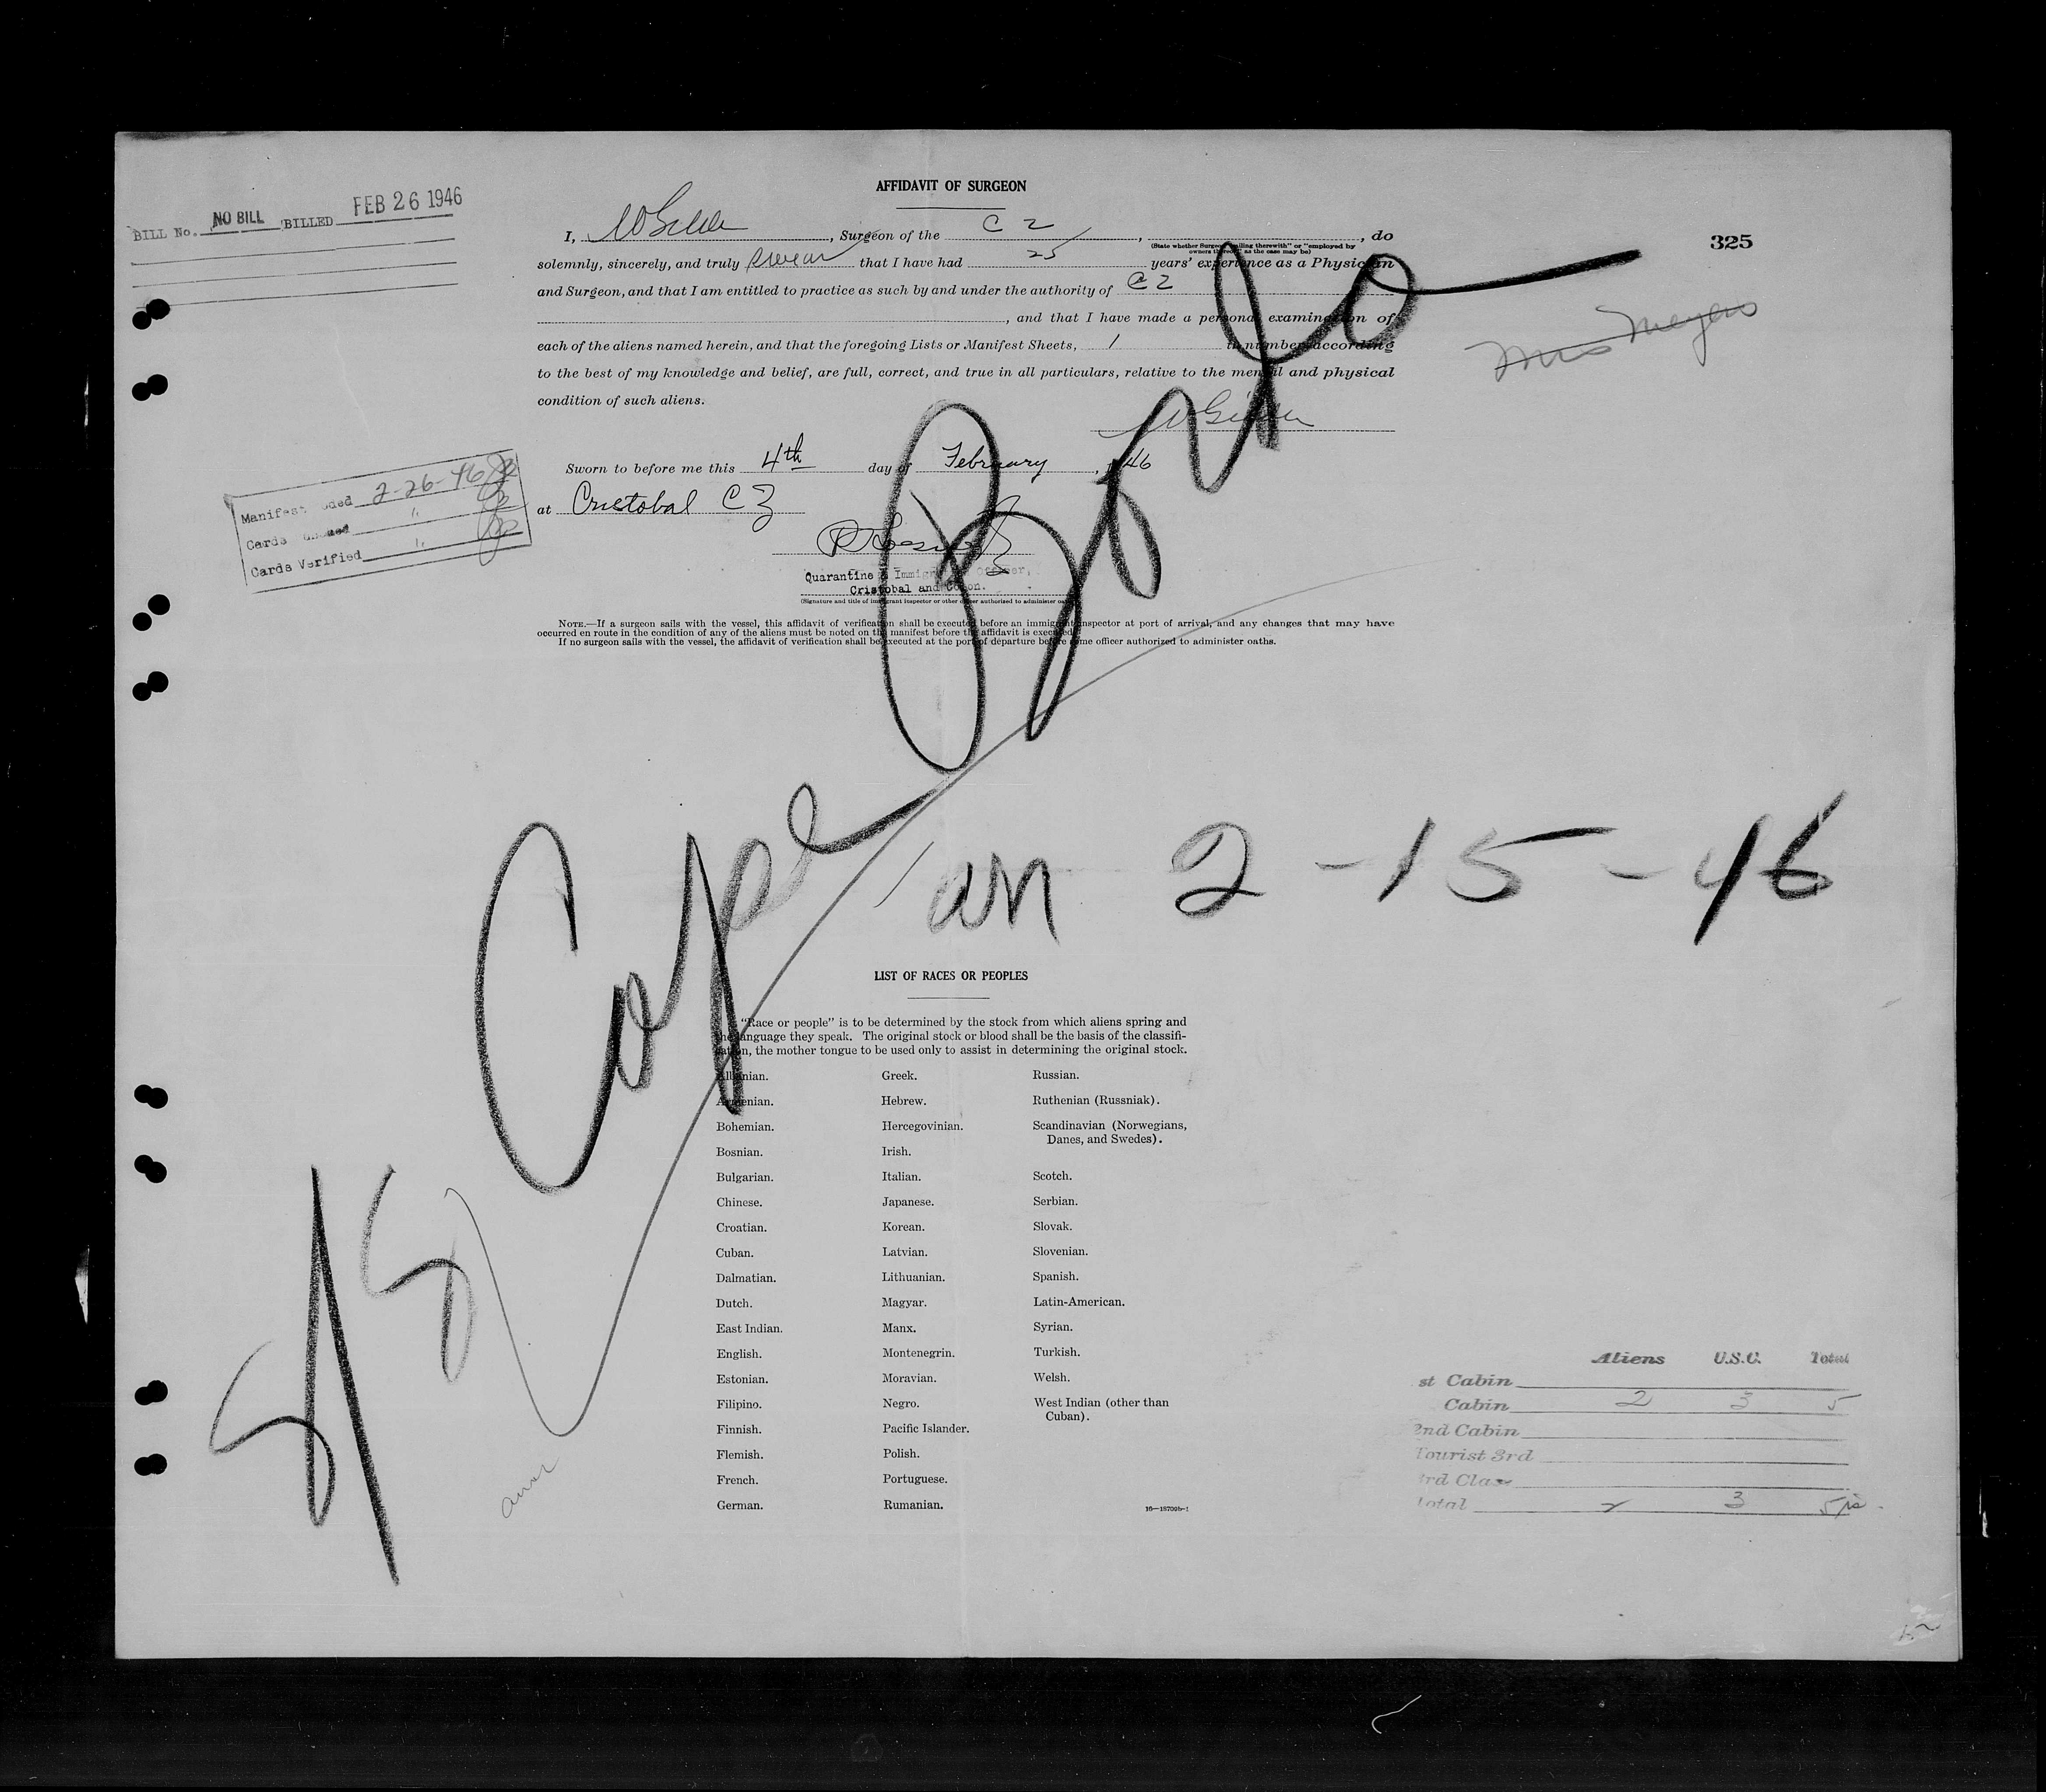 AFFIDAVIT OF SURGEON
BILL No. NO BILL BILLED FEB 26 1946
I, , Surgeon of the C Z , , do
(State whether Surgeon sailing therewith" or "employed by
owners thereof" as the case may be)
325
solemnly, sincerely, and truly swear that I have had 25 years' experience as a Physician
and Surgeon, and that I am entitled to practice as such by and under the authority of C Z
, and that I have made a personal examination of
Mrs Meyers
each of the aliens named herein, and that the foregoing Lists or Manifest Sheets, 1 in number, according
to the best of my knowledge and belief, are full, correct, and true in all particulars, relative to the mental and physical
condition of such aliens.
Sworn to before me this 4th day of February , 1946
at Cristobal C Z
Manifest coded 2-26-46
Cards "
Cards Verified "
Quarantine & Immigration Officer,
Cristobal and Colon.
(Signature and title of immigrant inspector or other officer authorized to administer oaths)
NOTE.—If a surgeon sails with the vessel, this affidavit of verification shall be executed before an immigrant inspector at port of arrival, and any changes that may have
occurred en route in the condition of any of the aliens must be noted on the manifest before the affidavit is executed.
If no surgeon sails with the vessel, the affidavit of verification shall be executed at the port of departure before some officer authorized to administer oaths.
S/S Cape
arr 2-15-46
LIST OF RACES OR PEOPLES
"Race or people" is to be determined by the stock from which aliens spring and
the language they speak. The original stock or blood shall be the basis of the classifi-
cation, the mother tongue to be used only to assist in determining the original stock.
Albanian. Greek. Russian.
Armenian. Hebrew. Ruthenian (Russniak).
Bohemian. Hercegovinian. Scandinavian (Norwegians,
Danes, and Swedes).
Bosnian. Irish.
Bulgarian. Italian. Scotch.
Chinese. Japanese. Serbian.
Croatian. Korean. Slovak.
Cuban. Latvian. Slovenian.
Dalmatian. Lithuanian. Spanish.
Dutch. Magyar. Latin-American.
East Indian. Manx. Syrian.
English. Montenegrin. Turkish.
Estonian. Moravian. Welsh.
Filipino. Negro. West Indian (other than
Cuban).
Finnish. Pacific Islander.
Flemish. Polish.
French. Portuguese.
German. Rumanian.
16—18709b-1
Aliens U.S.C. Total
st Cabin
Cabin 2 3 5
2nd Cabin
Tourist 3rd
3rd Class
Total 2 3 5